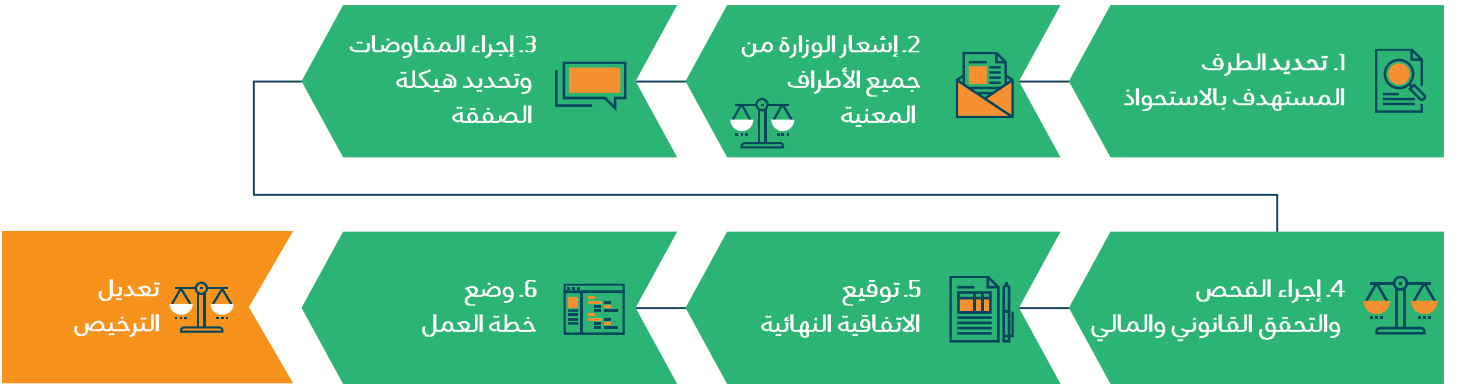 1. تحديد الطرف
المستهدف بالاستحواذ
2. إشعار الوزارة من
جميع الأطراف
المعنية
3. إجراء المفاوضات
وتحديد هيكلة
الصفقة
4. إجراء الفحص
والتحقق القانوني والمالي
5. توقيع
الاتفاقية النهائية
6. وضع
خطة العمل
تعديل
الترخيص